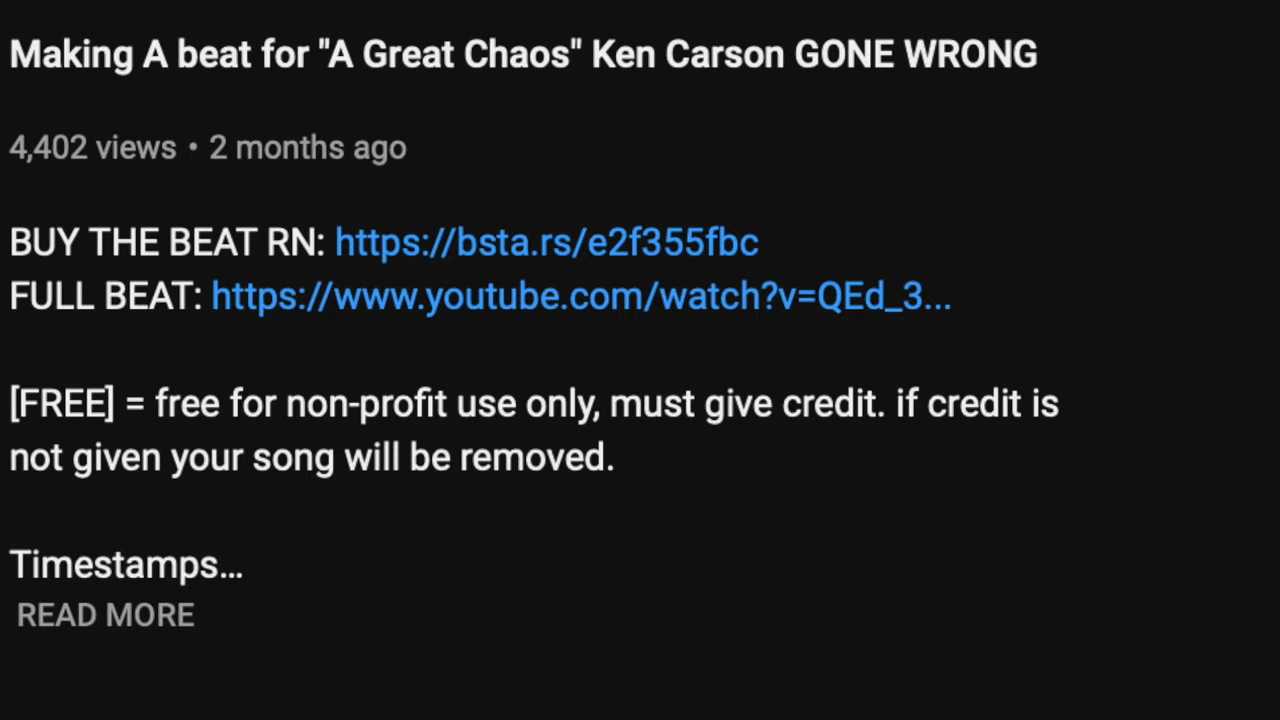 Making A beat for "A Great Chaos" Ken Carson GONE WRONG
4,402 views • 2 months ago
BUY THE BEAT RN: https://bsta.rs/e2f355fbc
FULL BEAT: https://www.youtube.com/watch?v=QEd_3...
[FREE] = free for non-profit use only, must give credit. if credit is
not given your song will be removed.
Timestamps...
READ MORE